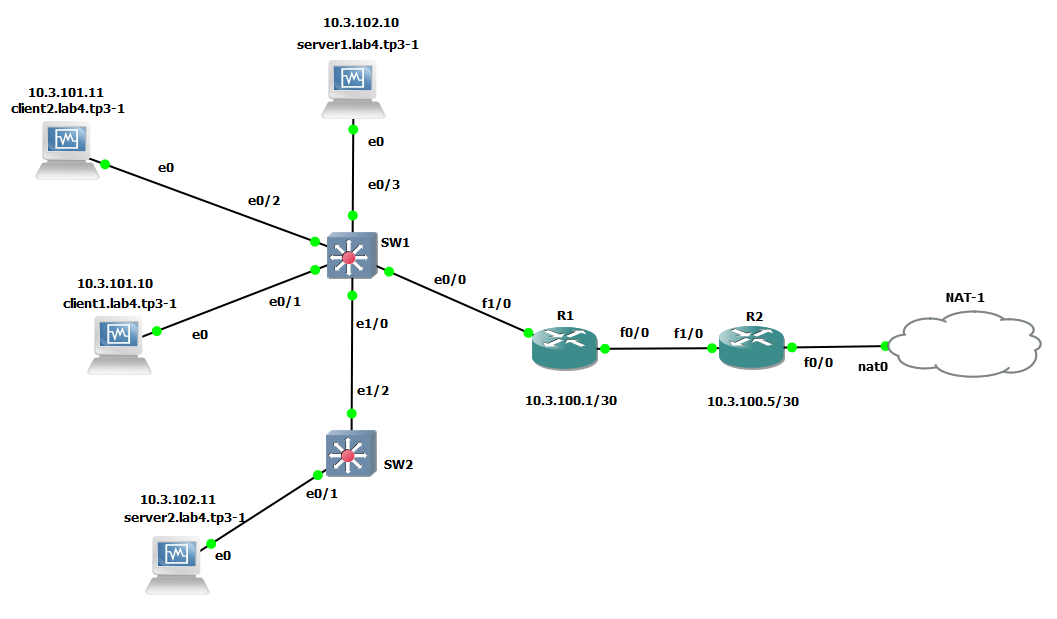 10.3.102.10
server1.lab4.tp3-1
10.3.101.11
client2.lab4.tp3-1
e0
e0
e0/3
e0/2
SW1
10.3.101.10
client1.lab4.tp3-1
e0/1
e0
e0/0
f1/0
e1/0
R1
f0/0
f1/0
R2
f0/0
NAT-1
nat0
10.3.100.1/30
10.3.100.5/30
e1/2
SW2
e0/1
10.3.102.11
server2.lab4.tp3-1
e0